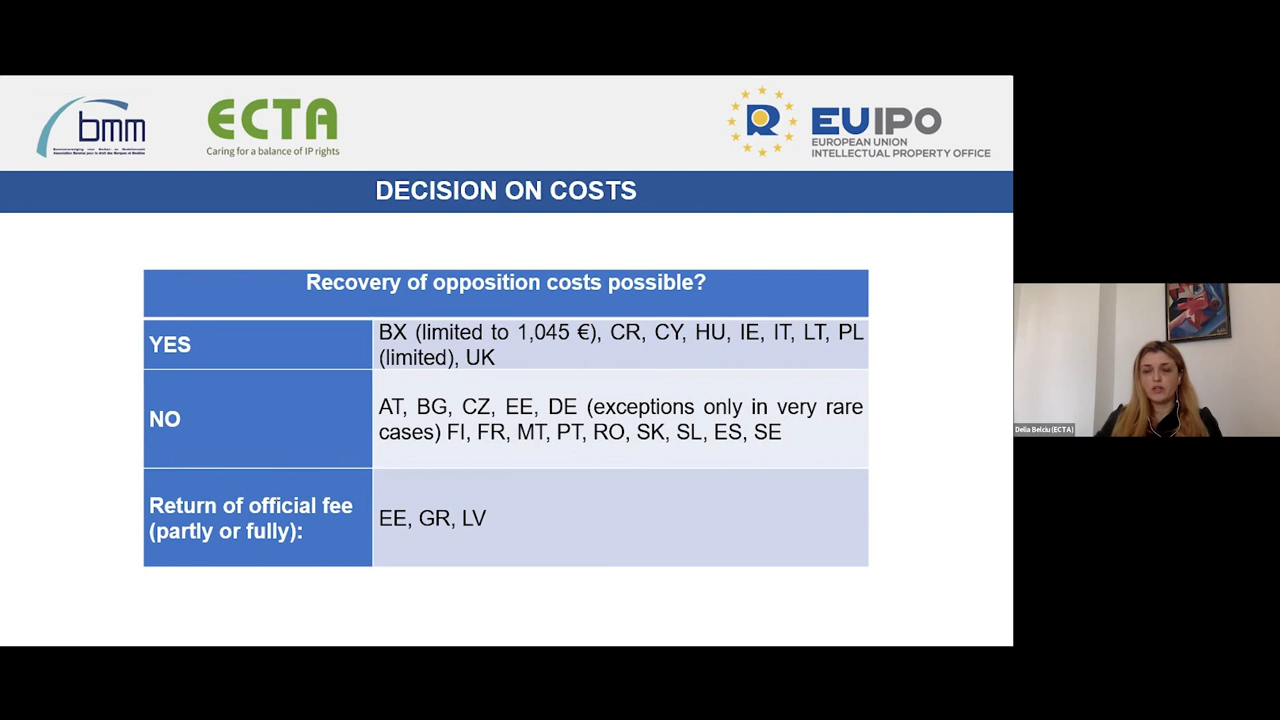 bmm
ECTA
Caring for a balance of IP rights
EUIPO
EUROPEAN UNION
INTELLECTUAL PROPERTY OFFICE
DECISION ON COSTS
Recovery of opposition costs possible?
YES
BX (limited to 1,045 €), CR, CY, HU, IE, IT, LT, PL
(limited), UK
NO
AT, BG, CZ, EE, DE (exceptions only in very rare
cases) FI, FR, MT, PT, RO, SK, SL, ES, SE
Return of official fee
(partly or fully):
EE, GR, LV
Delia Belciu (ECTA)